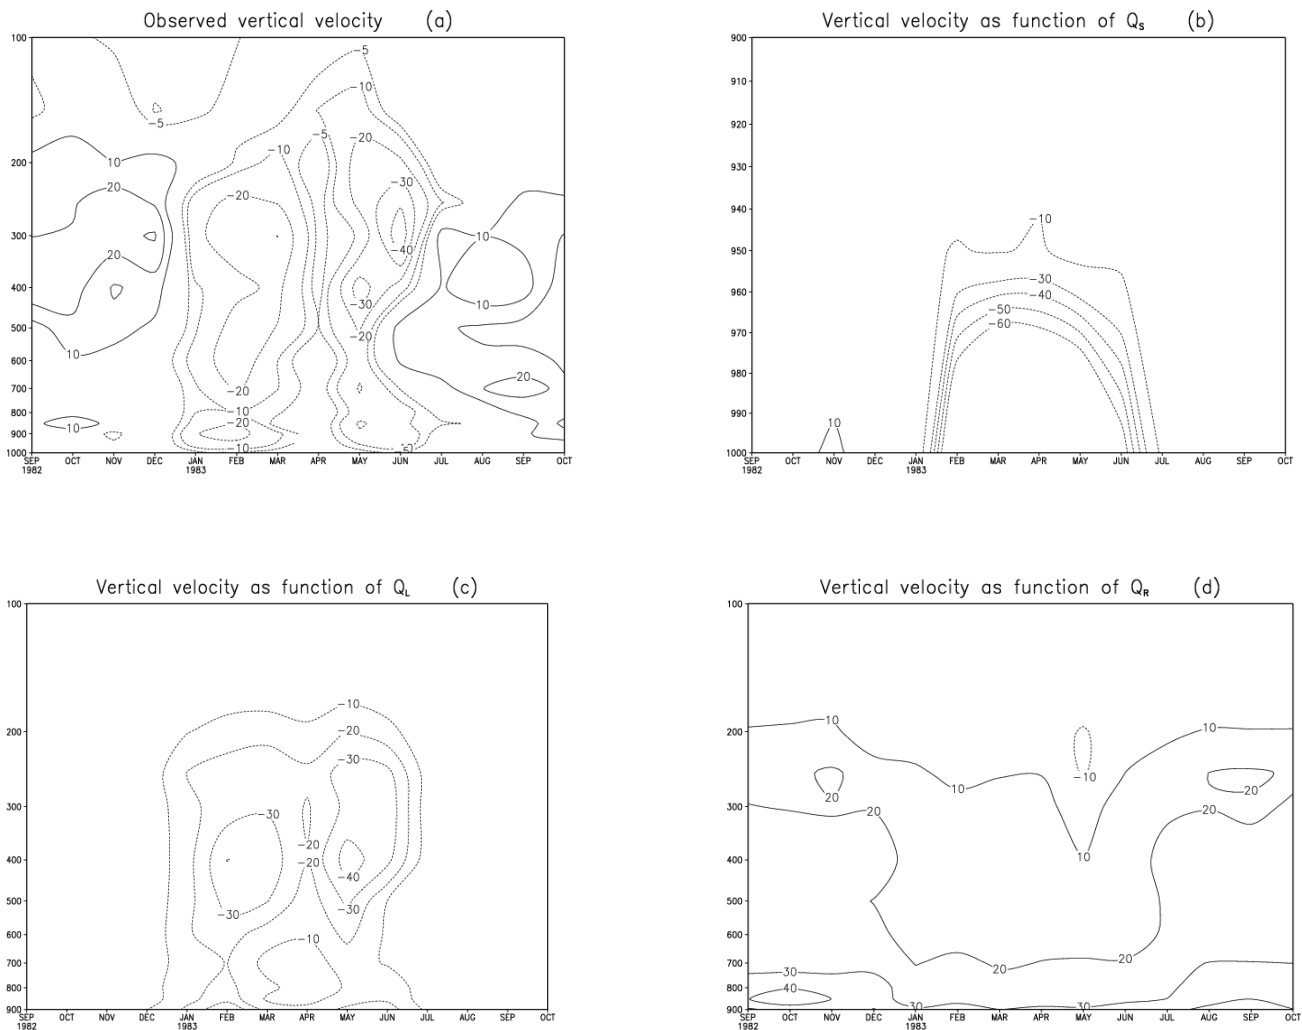 Observed vertical velocity (a)
100
200
300
400
500
600
700
800
900
1000
SEP 1982
OCT
NOV
DEC
JAN 1983
FEB
MAR
APR
MAY
JUN
JUL
AUG
SEP
OCT
-5
-5
-10
-5
-20
-10
10
20
-20
-30
20
10
-40
-30
10
-20
10
-20
20
-10
-20
10
-10
Vertical velocity as function of QS (b)
900
910
920
930
940
950
960
970
980
990
1000
SEP 1982
OCT
NOV
DEC
JAN 1983
FEB
MAR
APR
MAY
JUN
JUL
AUG
SEP
OCT
-10
-30
-40
-50
-60
10
Vertical velocity as function of QL (c)
100
200
300
400
500
600
700
800
900
SEP 1982
OCT
NOV
DEC
JAN 1983
FEB
MAR
APR
MAY
JUN
JUL
AUG
SEP
OCT
-10
-20
-30
-30
-20
-20
-40
-30
-30
-10
Vertical velocity as function of QR (d)
100
200
300
400
500
600
700
800
900
SEP 1982
OCT
NOV
DEC
JAN 1983
FEB
MAR
APR
MAY
JUN
JUL
AUG
SEP
OCT
10
10
-10
10
20
20
20
20
10
20
20
30
40
30
30